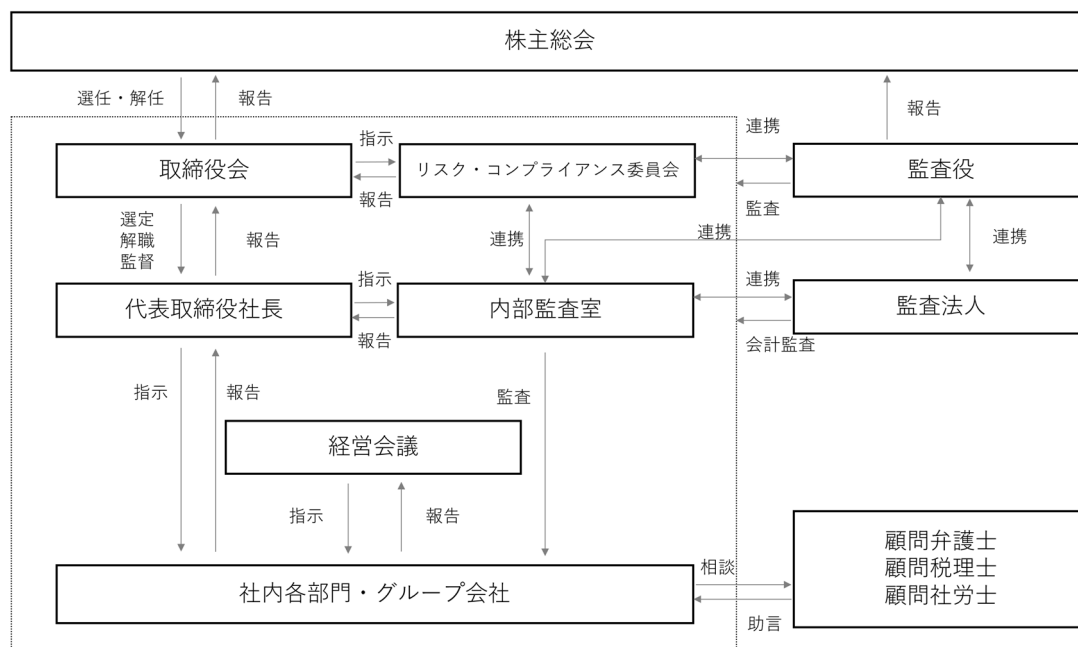 株主総会
選任・解任
報告
報告
指示
連携
取締役会
リスク・コンプライアンス委員会
監査役
報告
監査
選定
解職
監督
報告
連携
連携
連携
指示
連携
代表取締役社長
内部監査室
監査法人
報告
会計監査
指示
報告
監査
経営会議
指示
報告
顧問弁護士
顧問税理士
顧問社労士
相談
社内各部門・グループ会社
助言